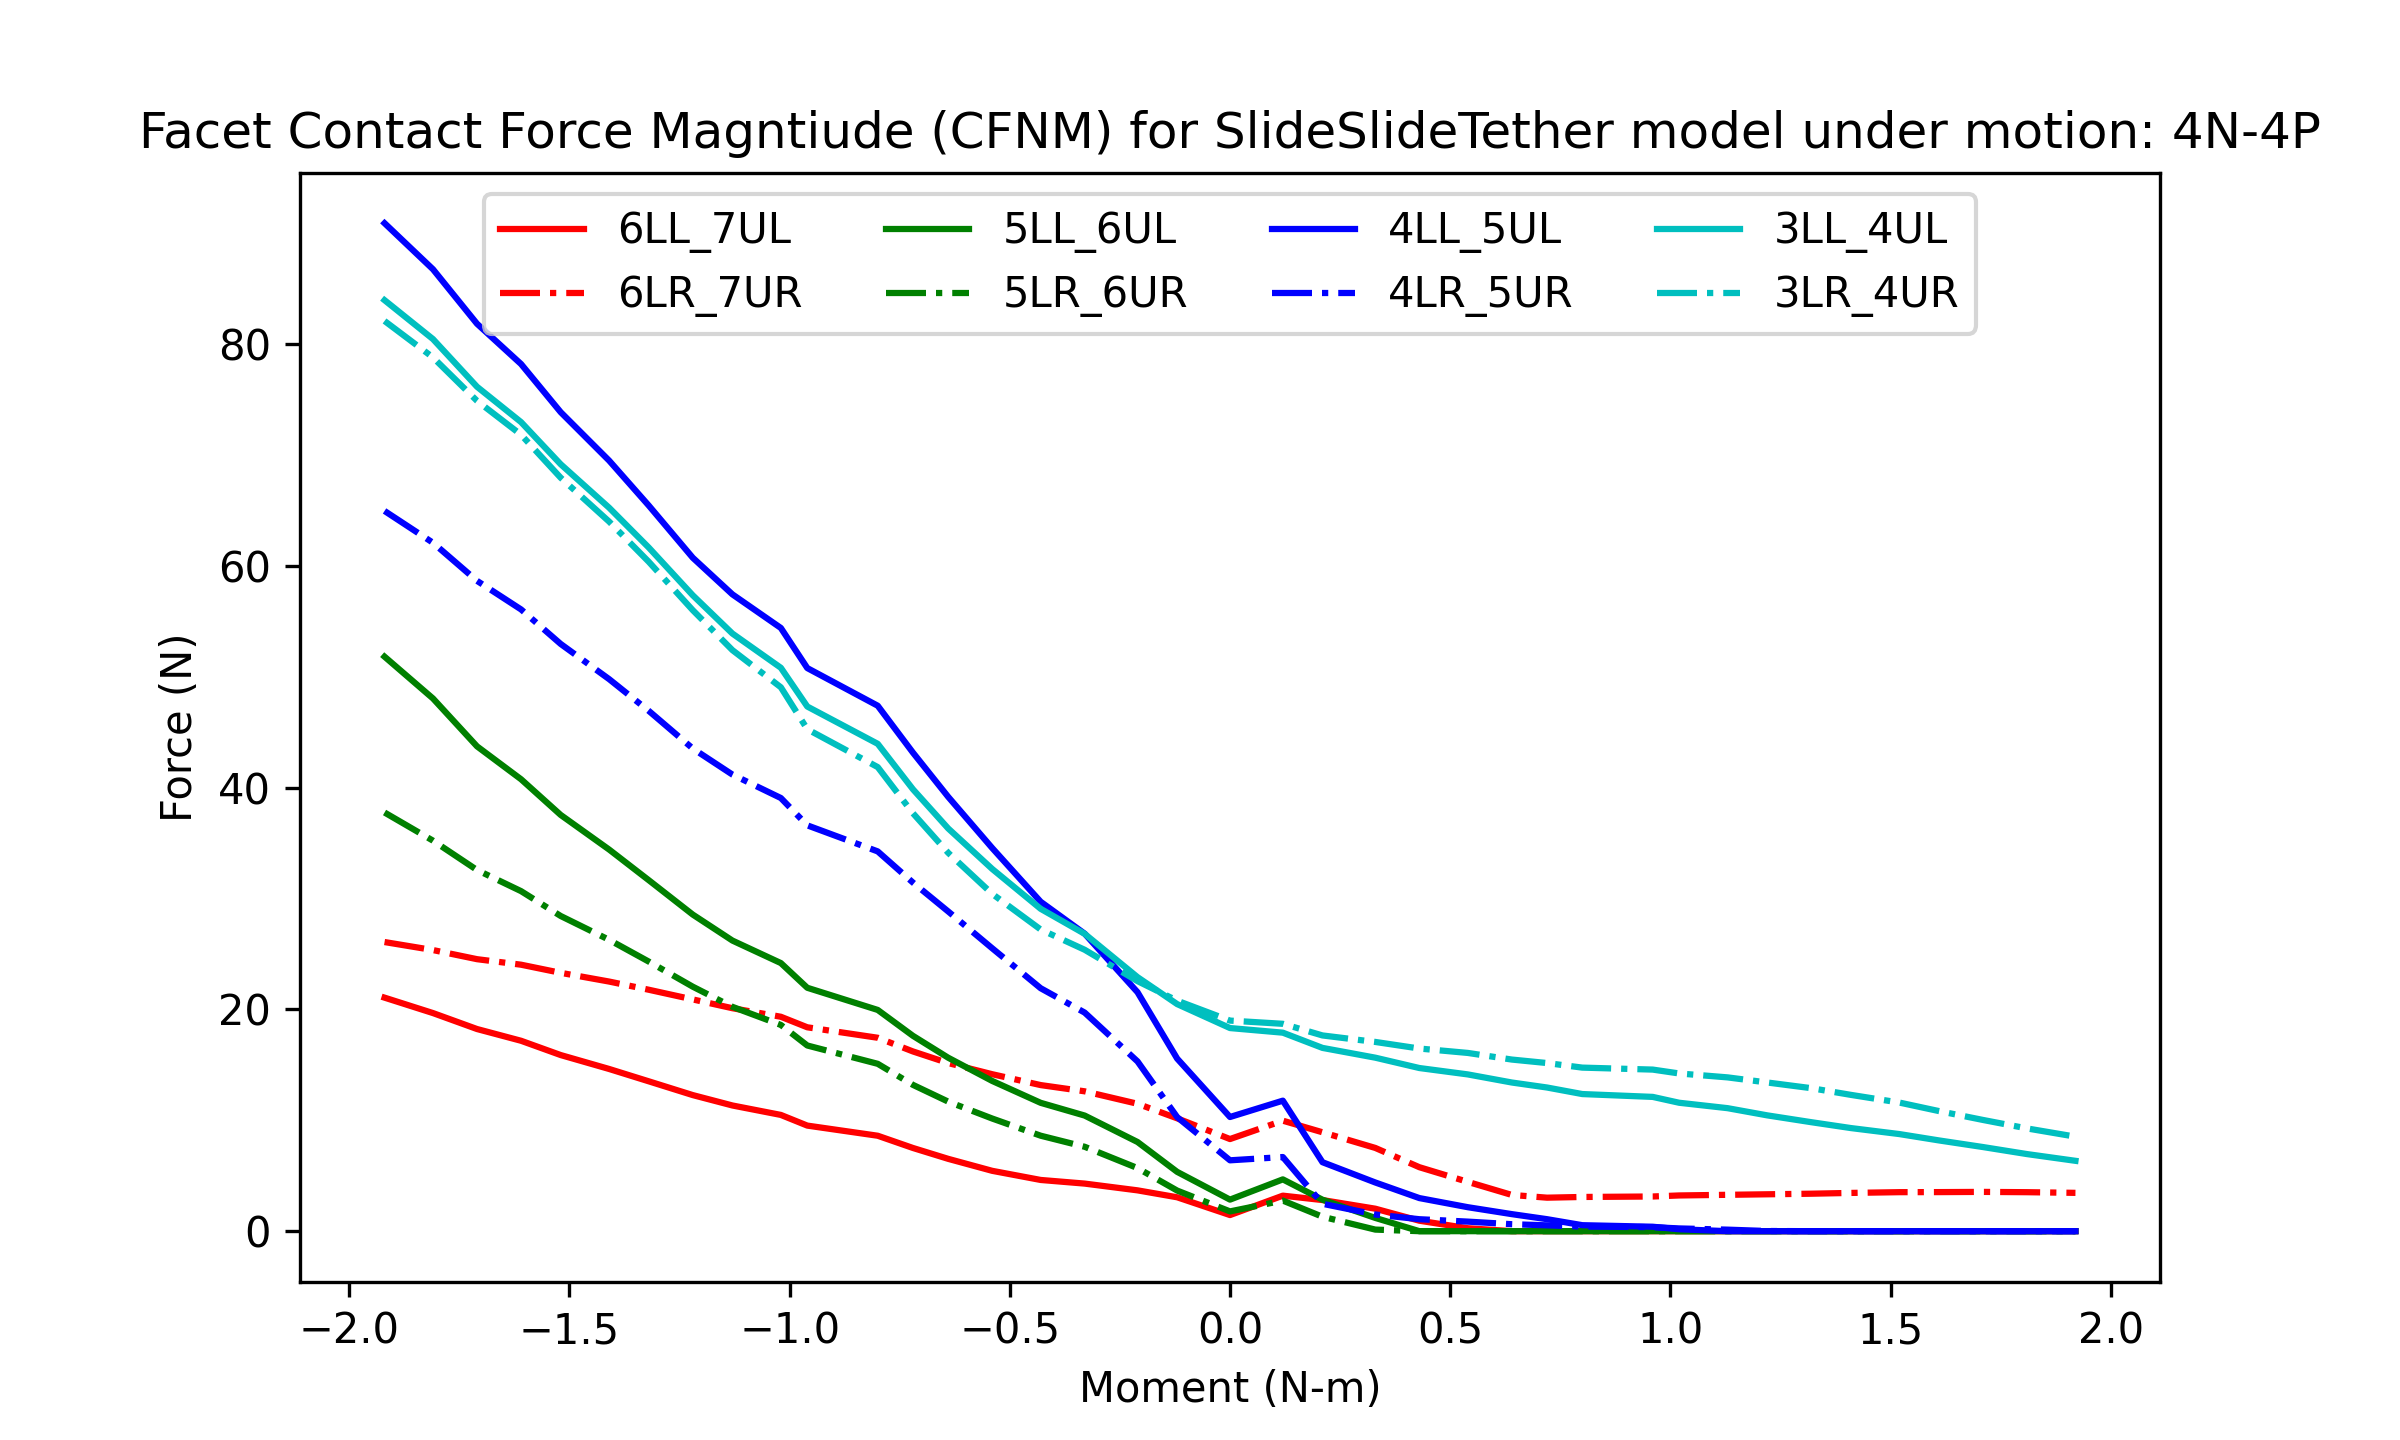 Facet Contact Force Magntiude (CFNM) for SlideSlideTether model under motion: 4N-4P
6LL_7UL 5LL_6UL 4LL_5UL 3LL_4UL
6LR_7UR 5LR_6UR 4LR_5UR 3LR_4UR
80
60
40
20
0
Force (N)
−2.0 −1.5 −1.0 −0.5 0.0 0.5 1.0 1.5 2.0
Moment (N-m)